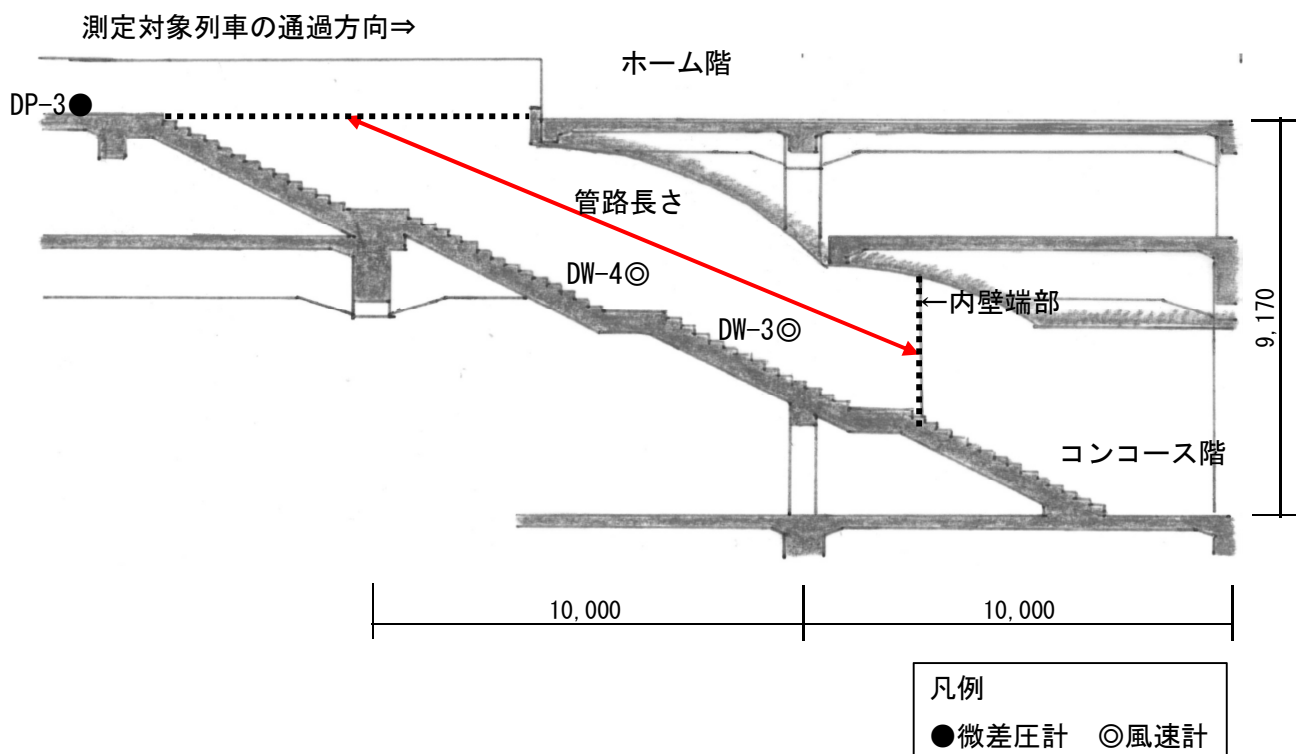 測定対象列車の通過方向⇒
ホーム階
DP-3●
管路長さ
DW-4◎
←内壁端部
DW-3◎
9,170
コンコース階
10,000
10,000
凡例
●微差圧計 ◎風速計